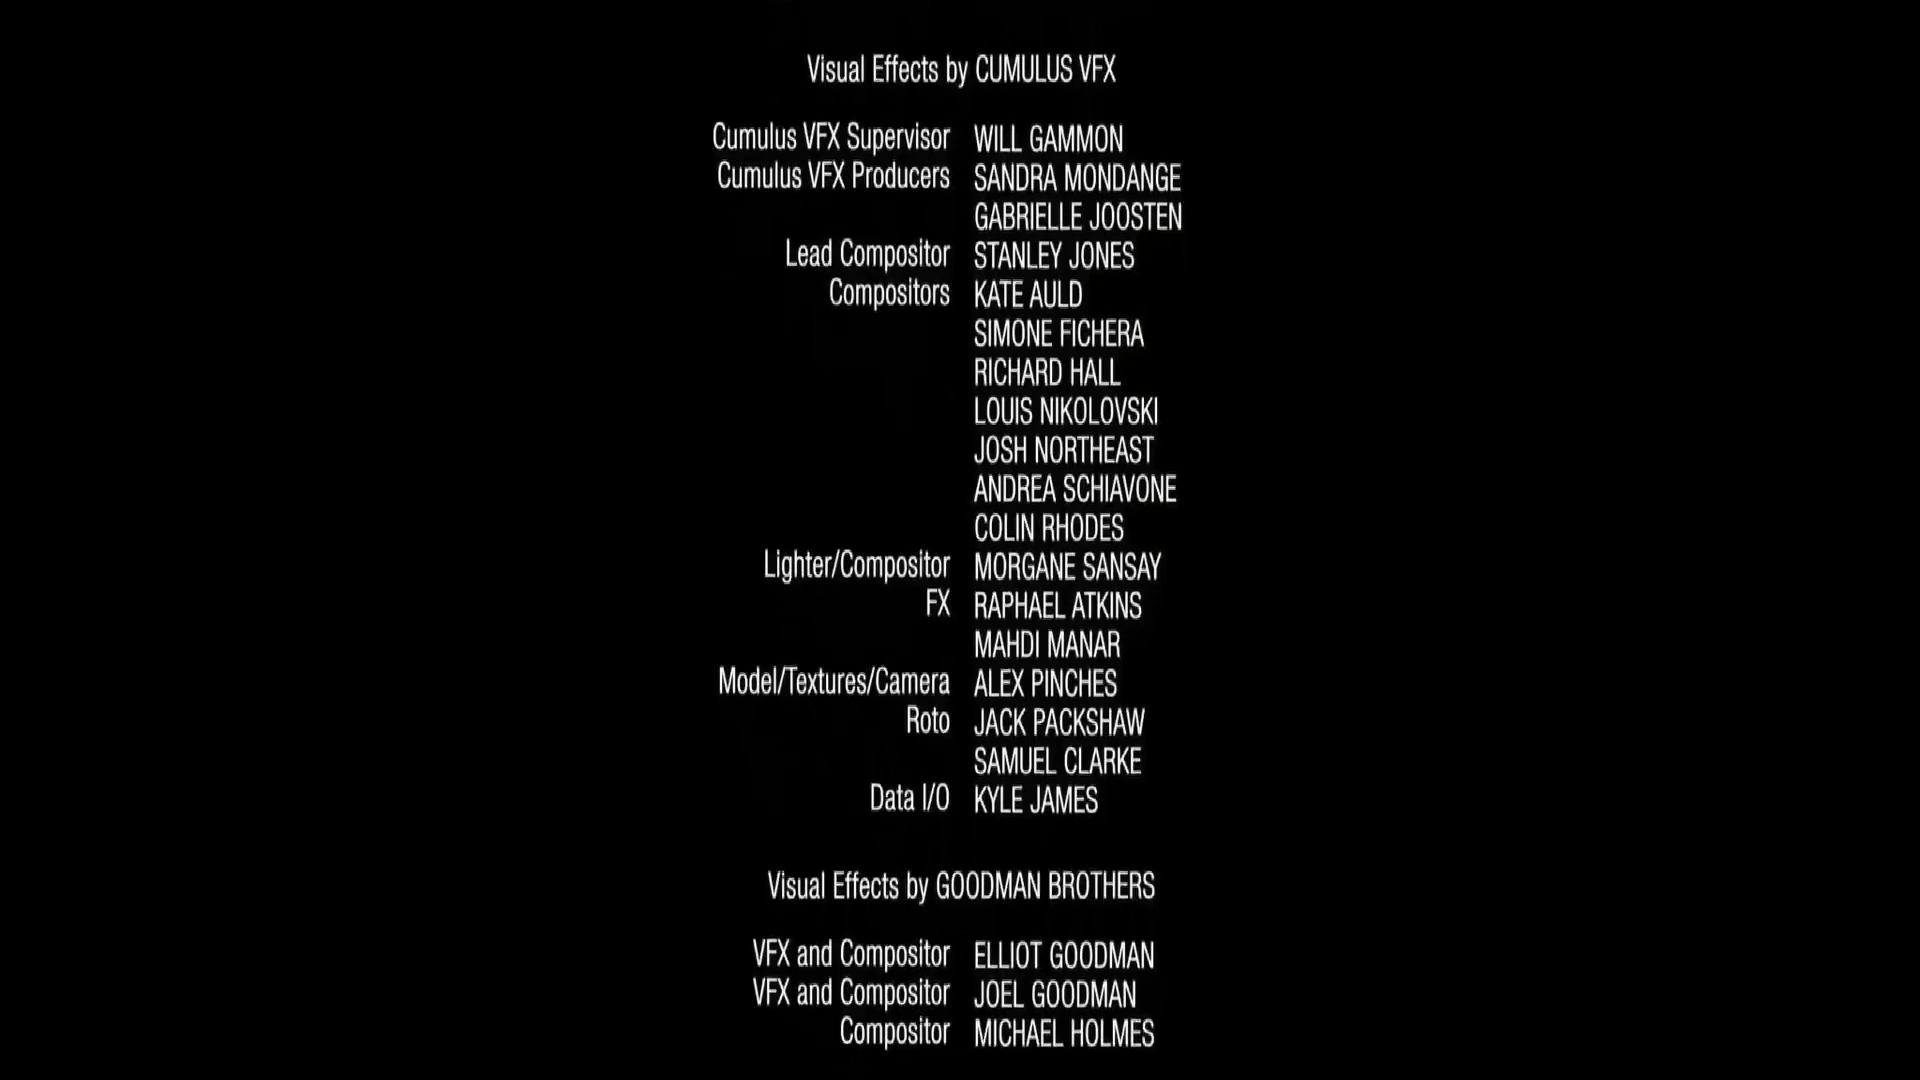 Visual Effects by CUMULUS VFX
Cumulus VFX Supervisor WILL GAMMON
Cumulus VFX Producers SANDRA MONDANGE
GABRIELLE JOOSTEN
Lead Compositor STANLEY JONES
Compositors KATE AULD
SIMONE FICHERA
RICHARD HALL
LOUIS NIKOLOVSKI
JOSH NORTHEAST
ANDREA SCHIAVONE
COLIN RHODES
Lighter/Compositor MORGANE SANSAY
FX RAPHAEL ATKINS
MAHDI MANAR
Model/Textures/Camera ALEX PINCHES
Roto JACK PACKSHAW
SAMUEL CLARKE
Data I/O KYLE JAMES
Visual Effects by GOODMAN BROTHERS
VFX and Compositor ELLIOT GOODMAN
VFX and Compositor JOEL GOODMAN
Compositor MICHAEL HOLMES